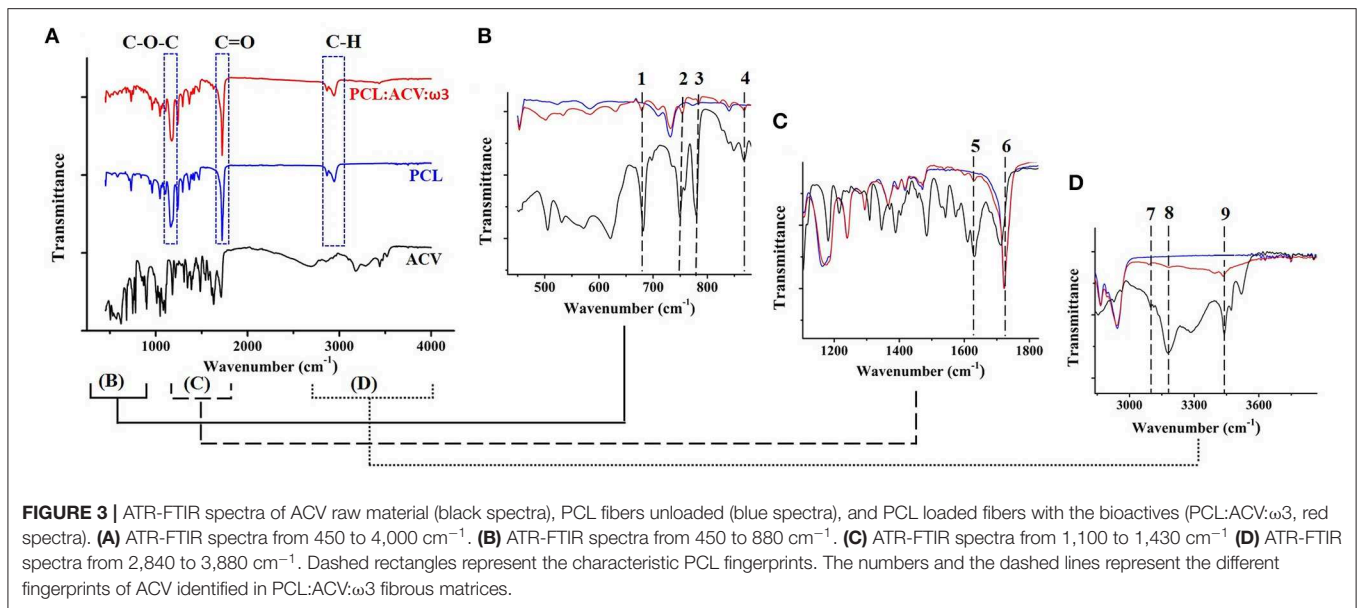 A
C-O-C C=O C-H
PCL:ACV:ω3
PCL
ACV
Transmittance
1000 2000 3000 4000
Wavenumber (cm⁻¹)
(B) (C) (D)
B
1 2 3 4
Transmittance
500 600 700 800
Wavenumber (cm⁻¹)
C
5 6
Transmittance
1200 1400 1600 1800
Wavenumber (cm⁻¹)
D
7 8 9
Transmittance
3000 3300 3600
Wavenumber (cm⁻¹)
FIGURE 3 | ATR-FTIR spectra of ACV raw material (black spectra), PCL fibers unloaded (blue spectra), and PCL loaded fibers with the bioactives (PCL:ACV:ω3, red
spectra). (A) ATR-FTIR spectra from 450 to 4,000 cm⁻¹. (B) ATR-FTIR spectra from 450 to 880 cm⁻¹. (C) ATR-FTIR spectra from 1,100 to 1,430 cm⁻¹ (D) ATR-FTIR
spectra from 2,840 to 3,880 cm⁻¹. Dashed rectangles represent the characteristic PCL fingerprints. The numbers and the dashed lines represent the different
fingerprints of ACV identified in PCL:ACV:ω3 fibrous matrices.